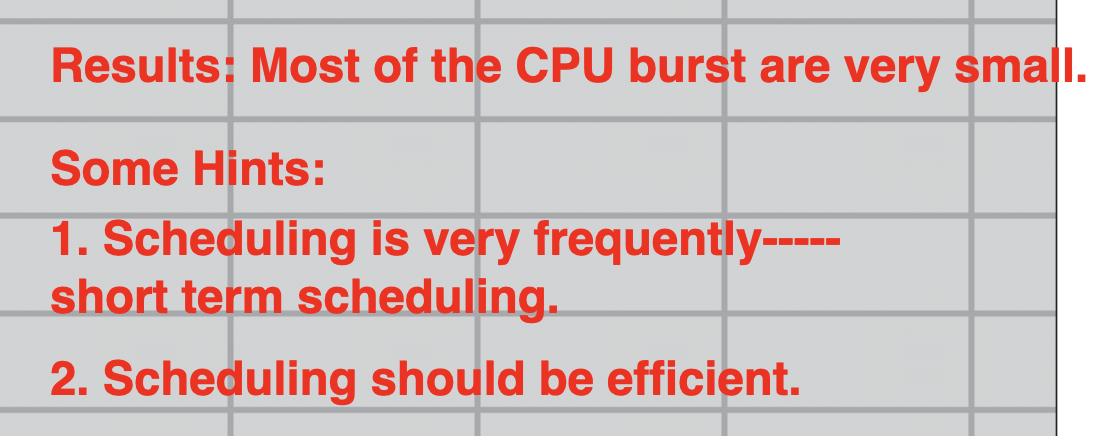 Results: Most of the CPU burst are very small.
Some Hints:
1. Scheduling is very frequently-----
short term scheduling.
2. Scheduling should be efficient.